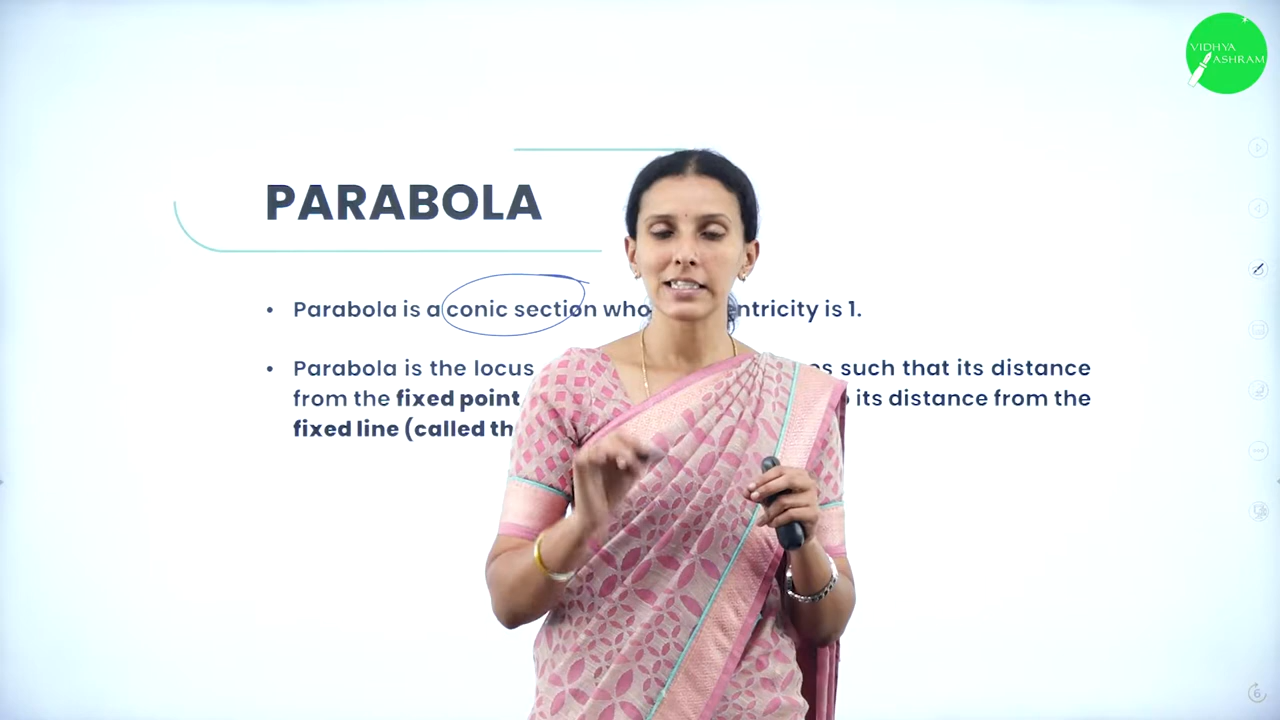 VIDHYA
ASHRAM
PARABOLA
• Parabola is a conic section who ntricity is 1.
• Parabola is the locus such that its distance
from the fixed point its distance from the
fixed line (called th
6